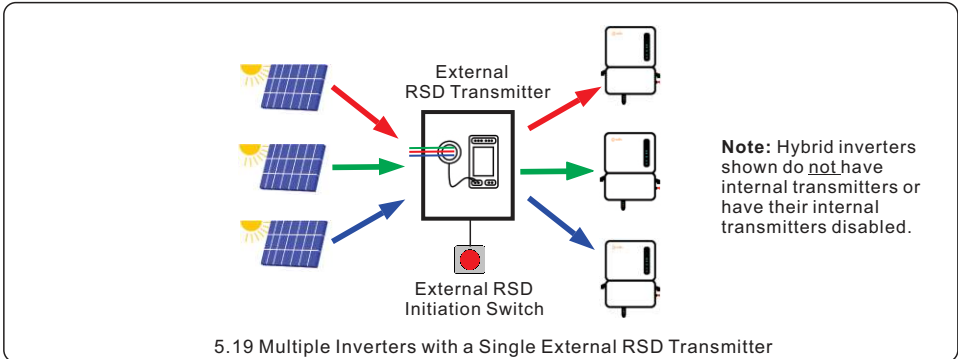 External
RSD Transmitter
Note: Hybrid inverters
shown do not have
internal transmitters or
have their internal
transmitters disabled.
External RSD
Initiation Switch
5.19 Multiple Inverters with a Single External RSD Transmitter